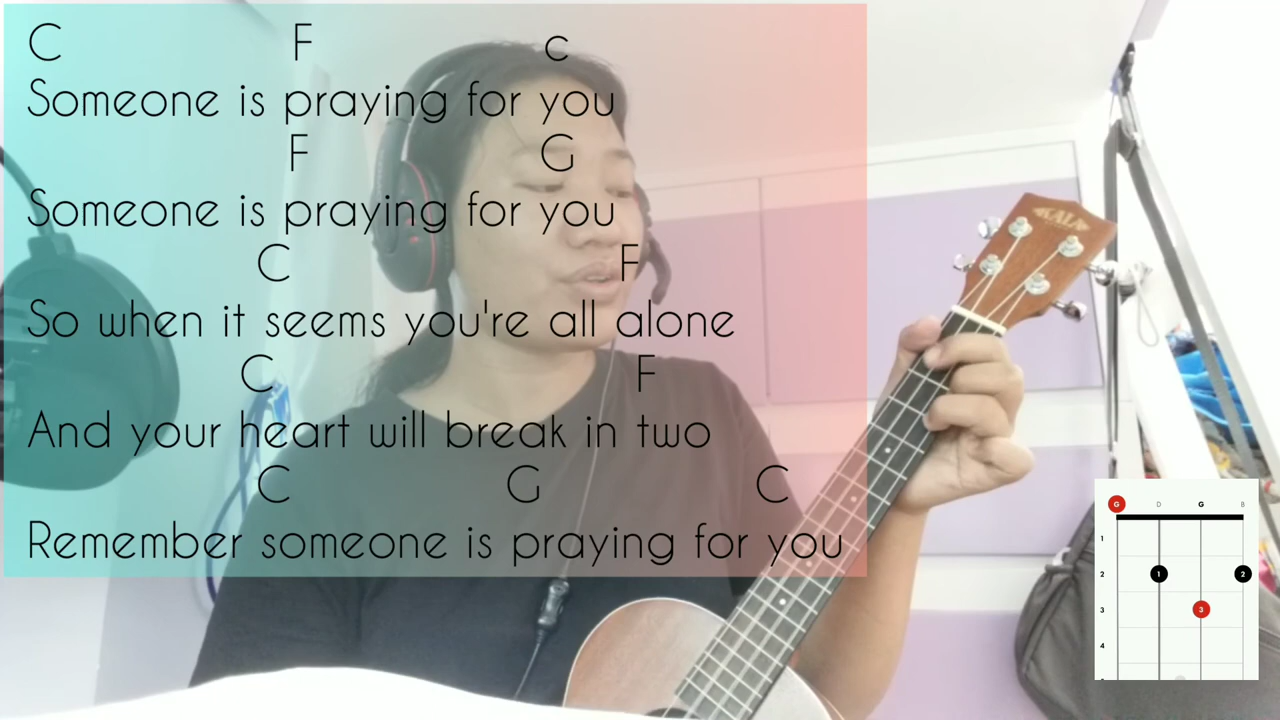 C F c
Someone is praying for you
F G
Someone is praying for you
C F
So when it seems you're all alone
C F
And your heart will break in two
C G C
Remember someone is praying for you
KALA
G D G B
1
2 1 2
3 3
4